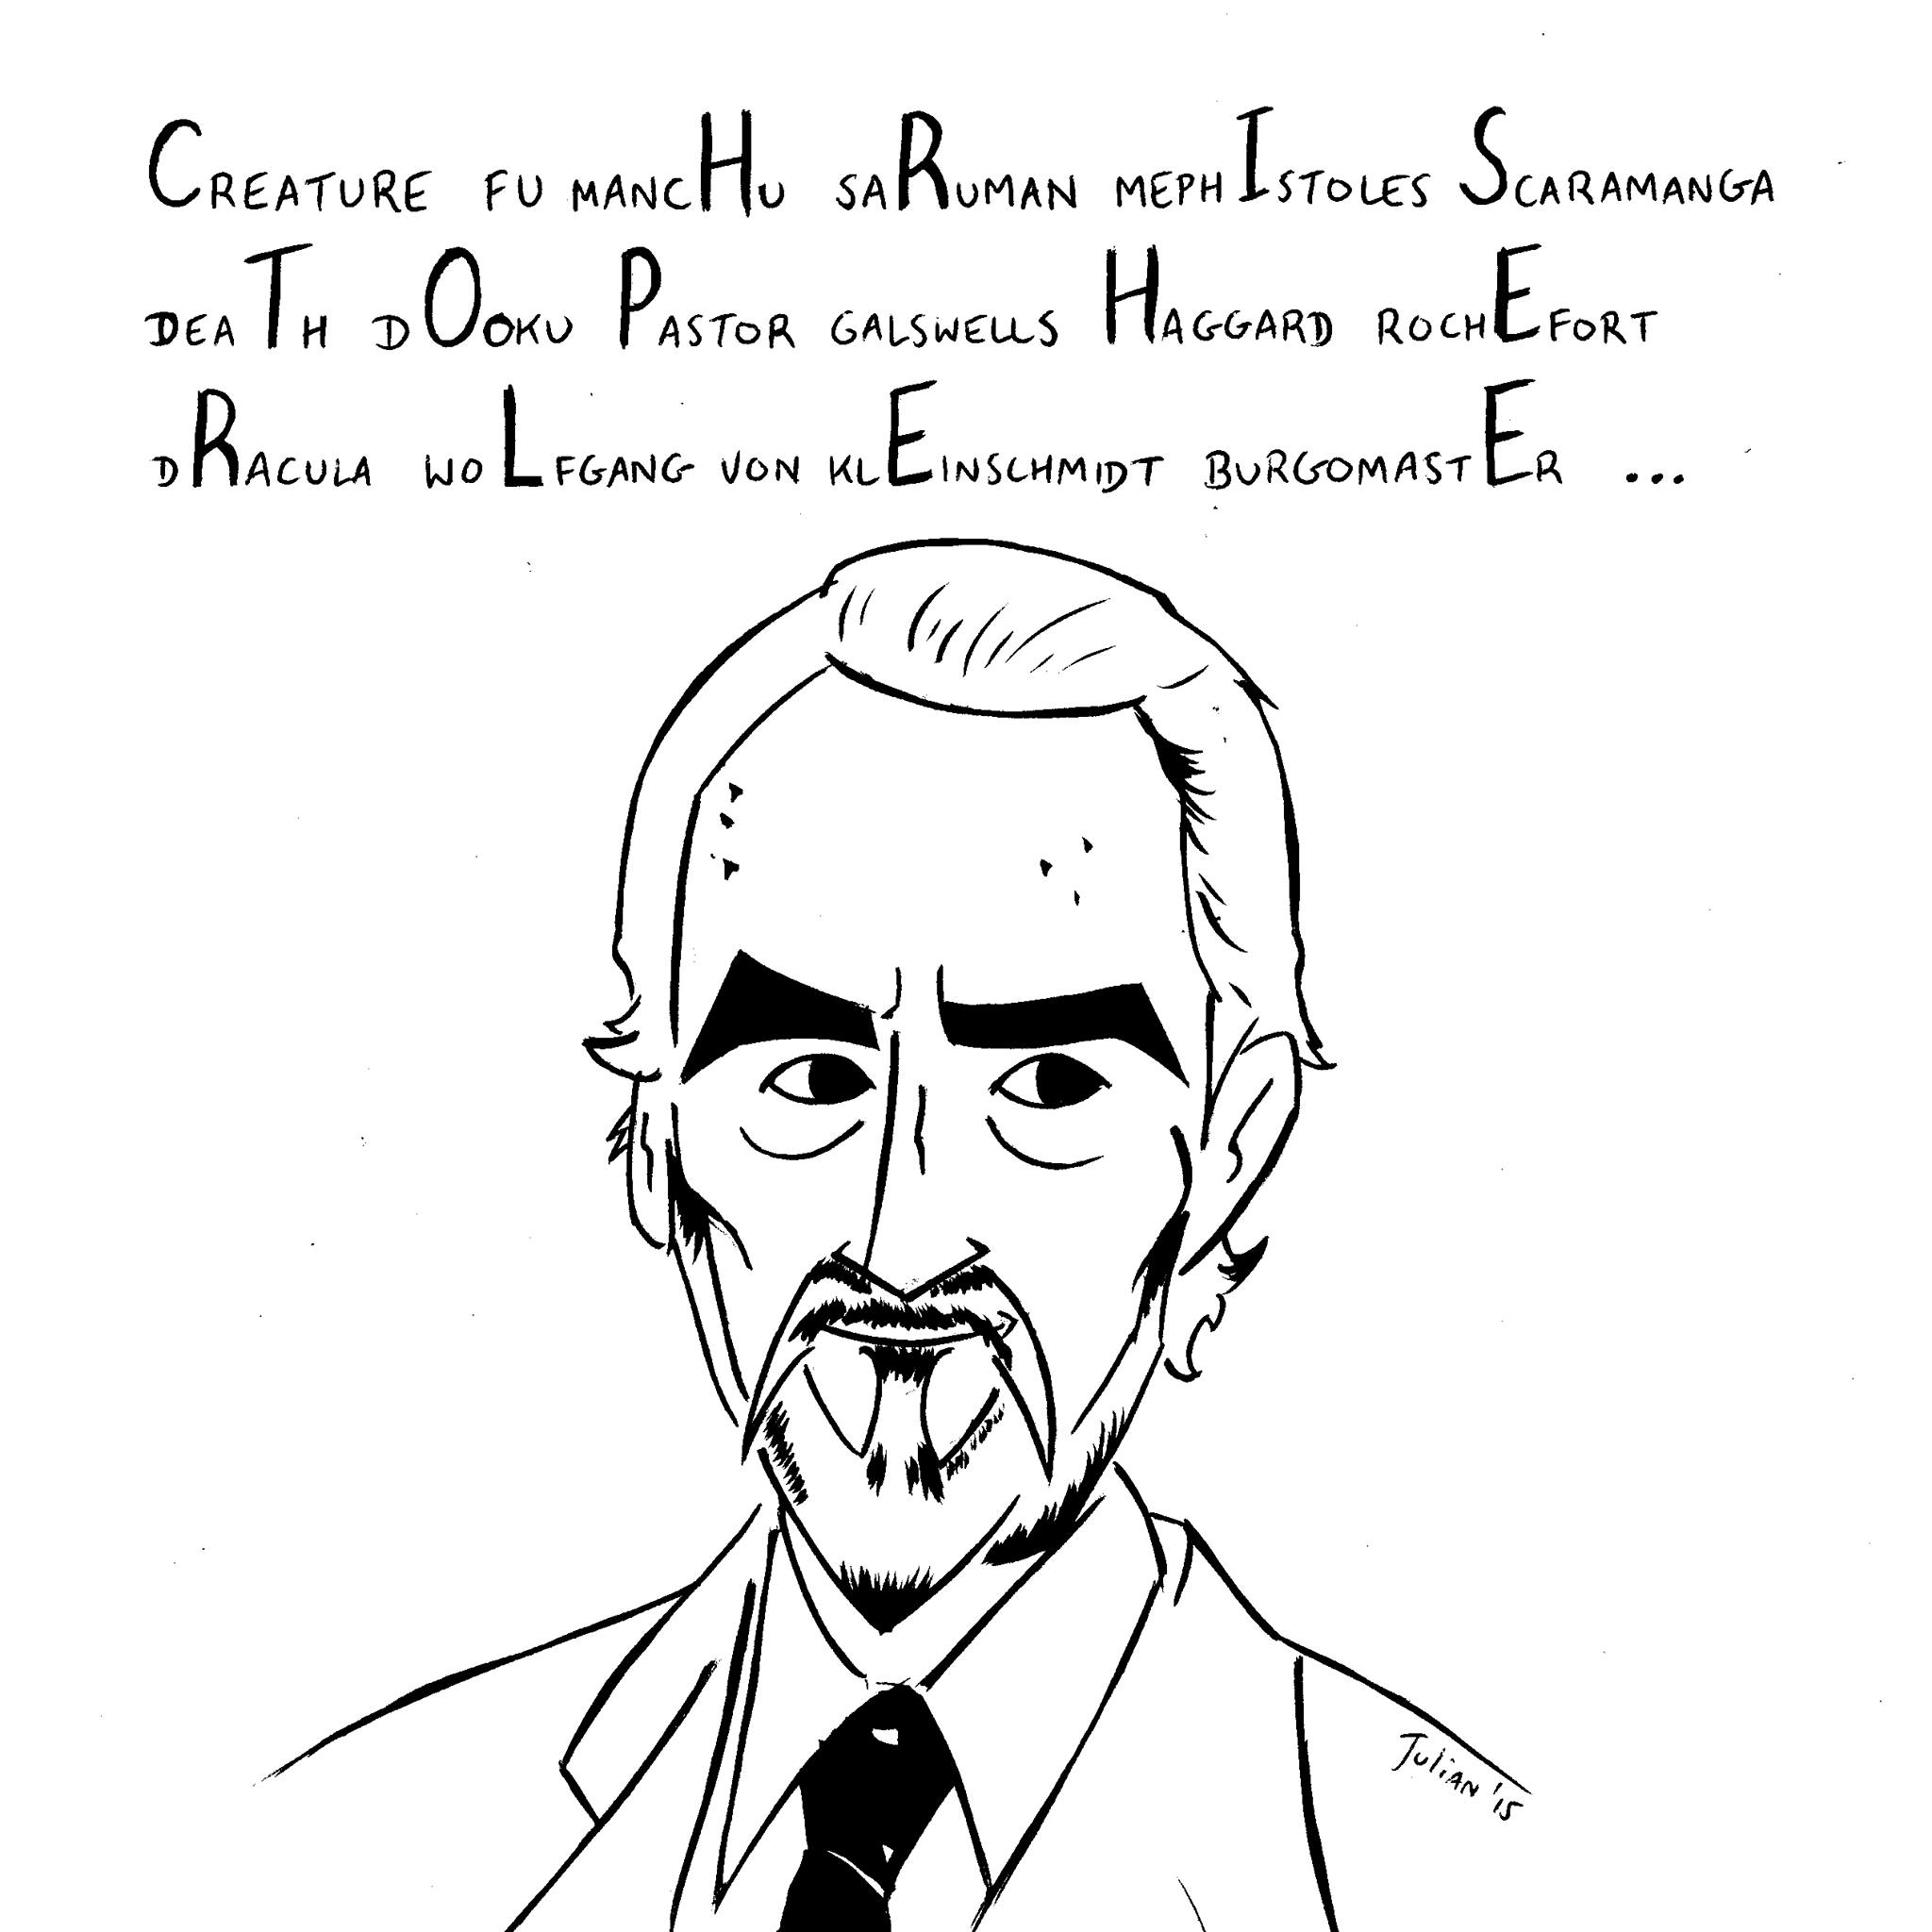 CREATURE FU MANCHU SARUMAN MEPHISTOLES SCARAMANGA
DEATH DOOKU PASTOR GALSWELLS HAGGARD ROCHEFORT
DRACULA WOLFGANG VON KLEINSCHMIDT BURGOMASTER ...
JULIAN '15